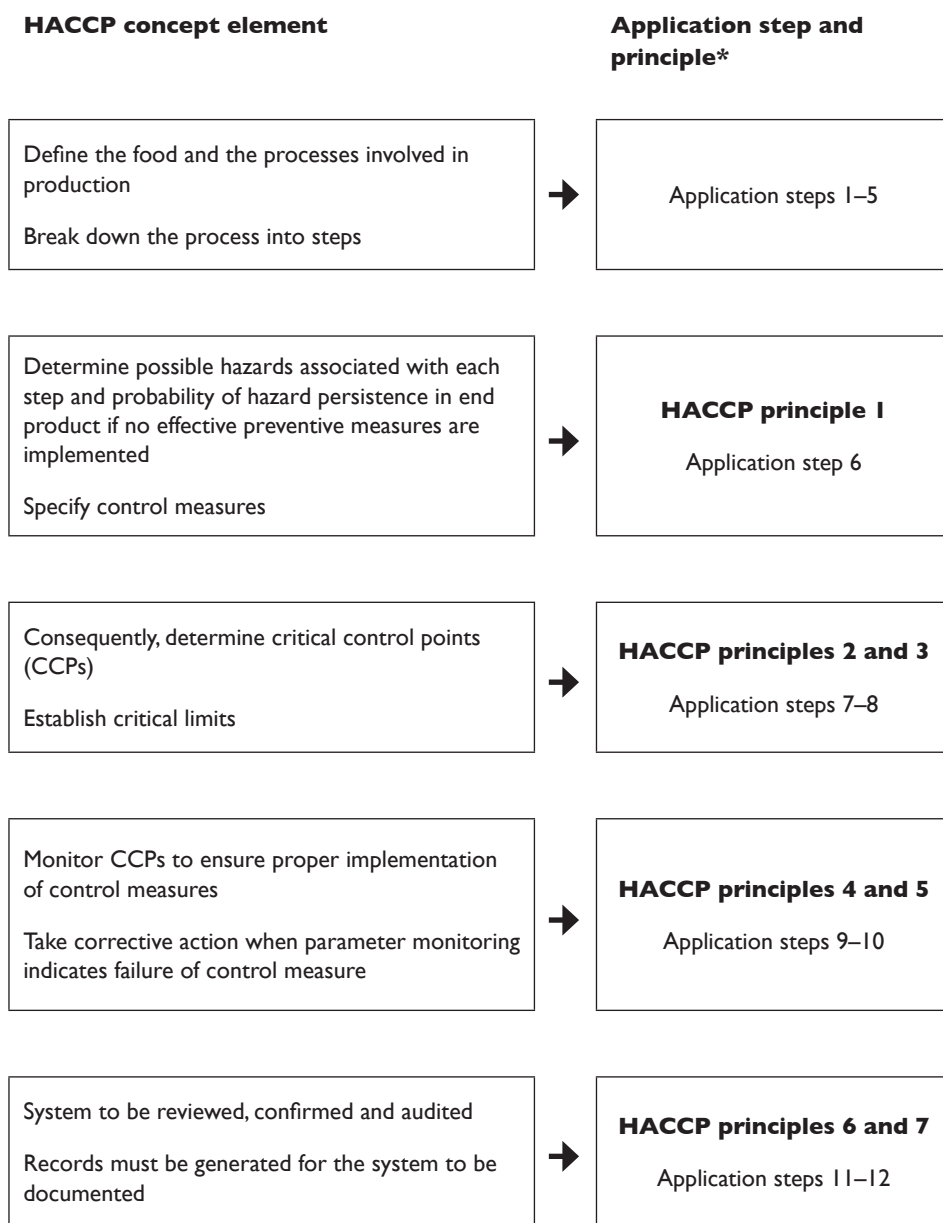 HACCP concept element
Application step and
principle*
Define the food and the processes involved in
production
Break down the process into steps
Application steps 1–5
Determine possible hazards associated with each
step and probability of hazard persistence in end
product if no effective preventive measures are
implemented
Specify control measures
HACCP principle 1
Application step 6
Consequently, determine critical control points
(CCPs)
Establish critical limits
HACCP principles 2 and 3
Application steps 7–8
Monitor CCPs to ensure proper implementation
of control measures
Take corrective action when parameter monitoring
indicates failure of control measure
HACCP principles 4 and 5
Application steps 9–10
System to be reviewed, confirmed and audited
Records must be generated for the system to be
documented
HACCP principles 6 and 7
Application steps 11–12